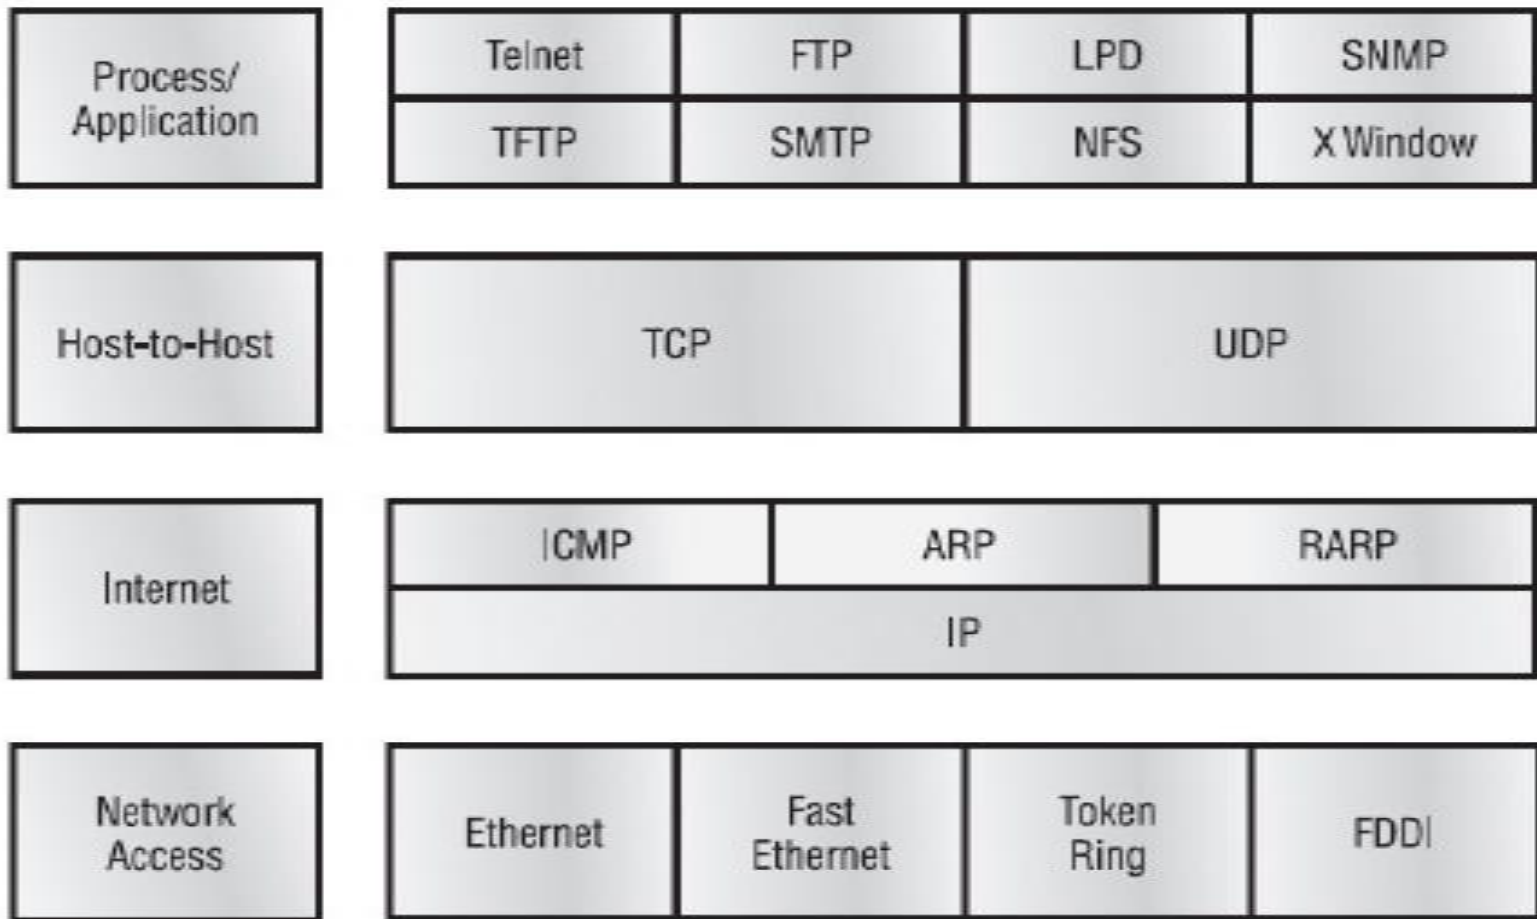 Process/
Application
Telnet
FTP
LPD
SNMP
TFTP
SMTP
NFS
X Window
Host-to-Host
TCP
UDP
Internet
ICMP
ARP
RARP
IP
Network
Access
Ethernet
Fast
Ethernet
Token
Ring
FDDI